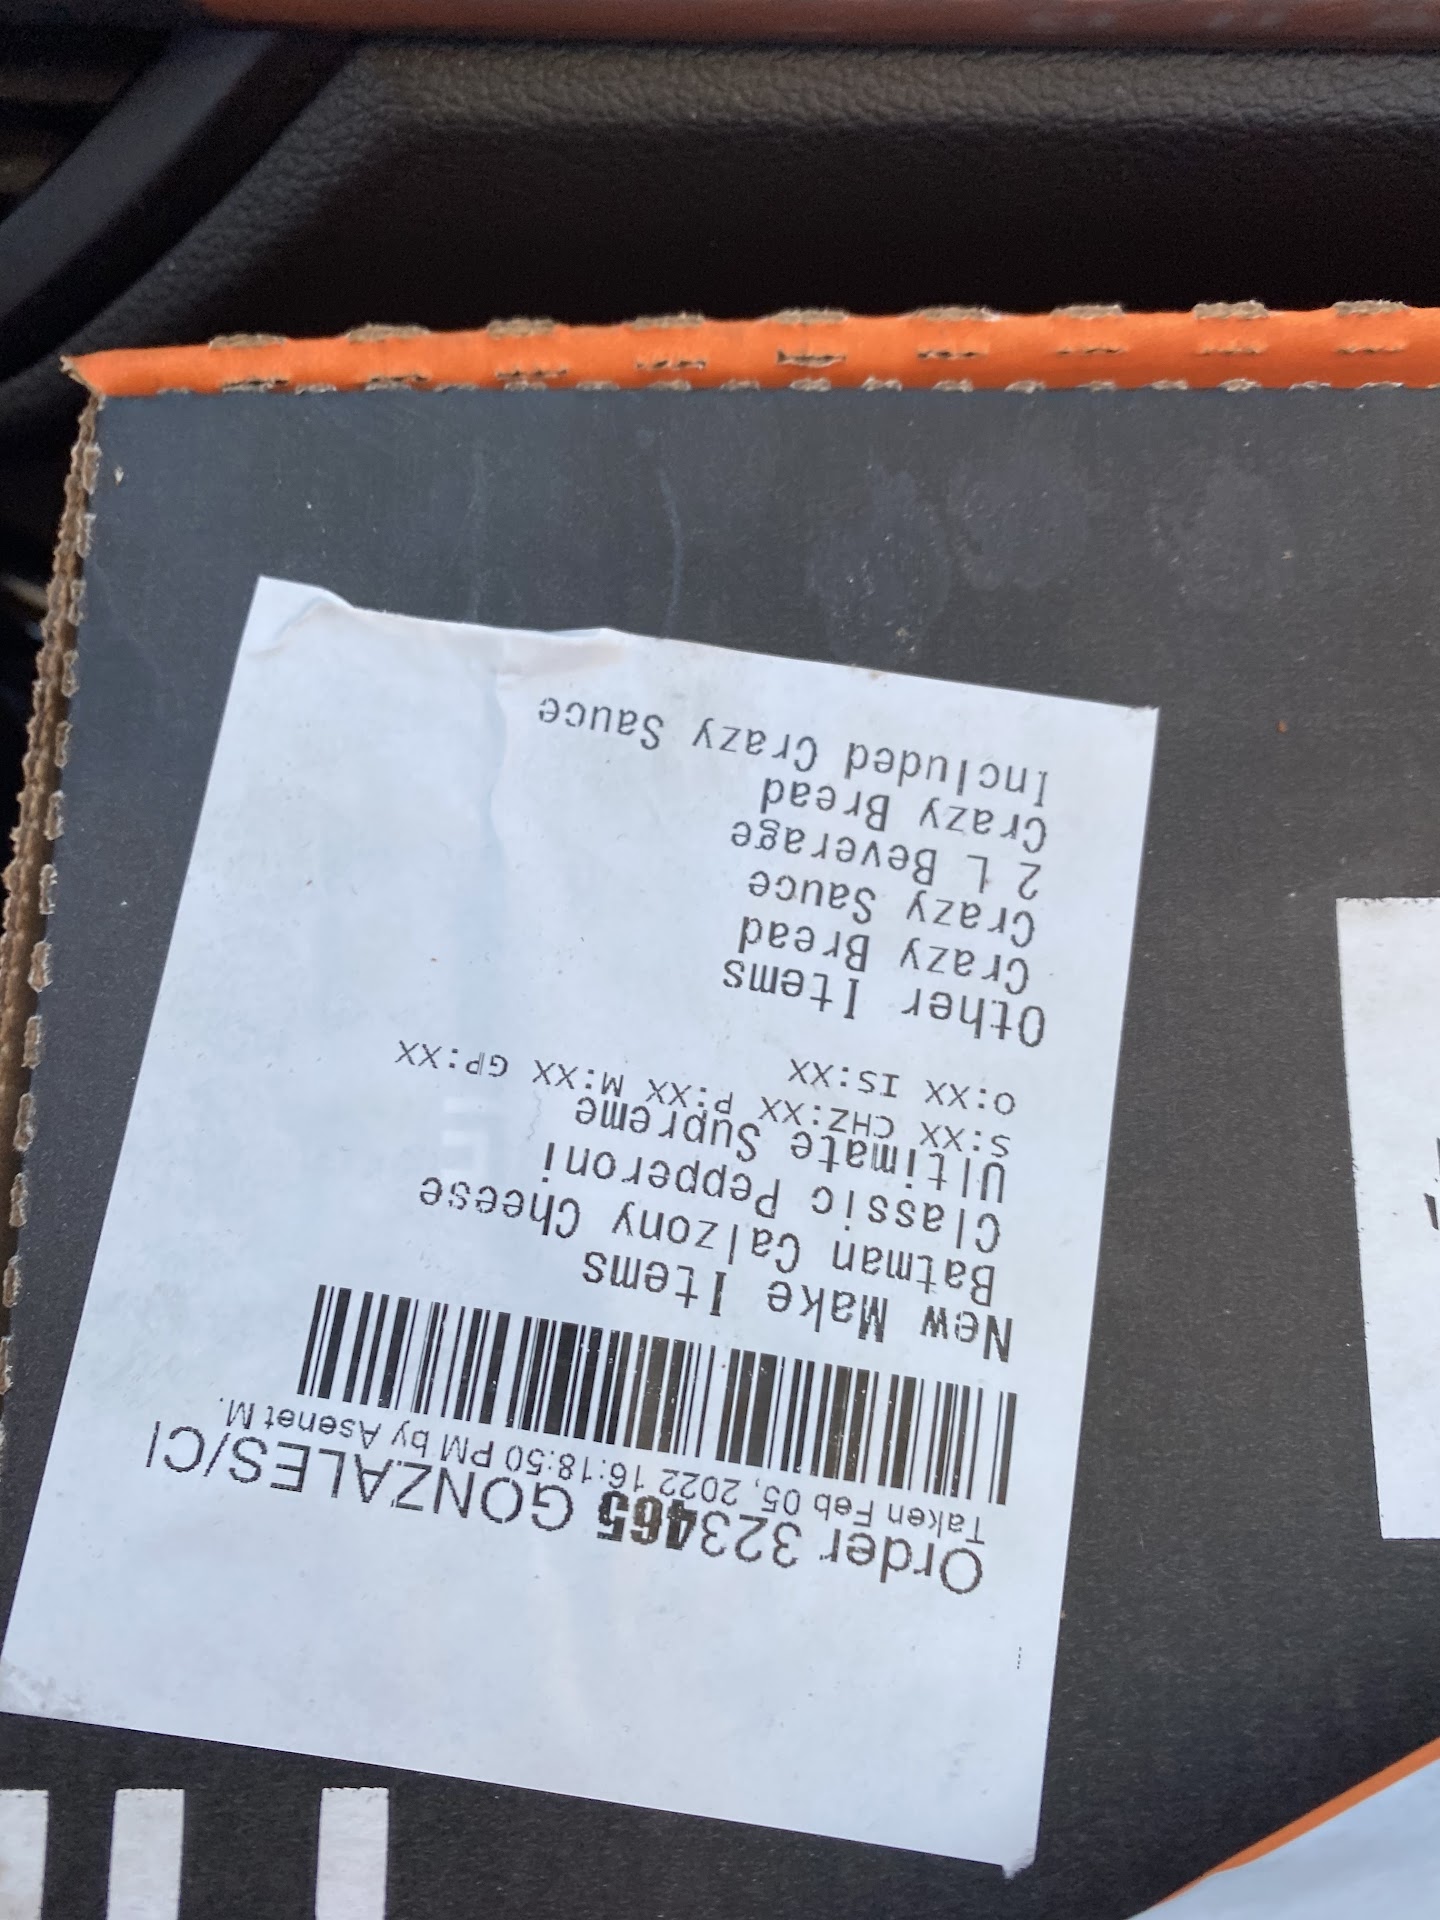 Order 323465 GONZALES/CI
Taken Feb 05, 2022 16:18:50 PM by Asenet M.
New Make Items
Batman Calzony Cheese
Classic Pepperoni
Ultimate Supreme
S:XX CHZ:XX P:XX M:XX GP:XX
O:XX IS:XX
Other Items
Crazy Bread
Crazy Sauce
2 L Beverage
Crazy Bread
Included Crazy Sauce